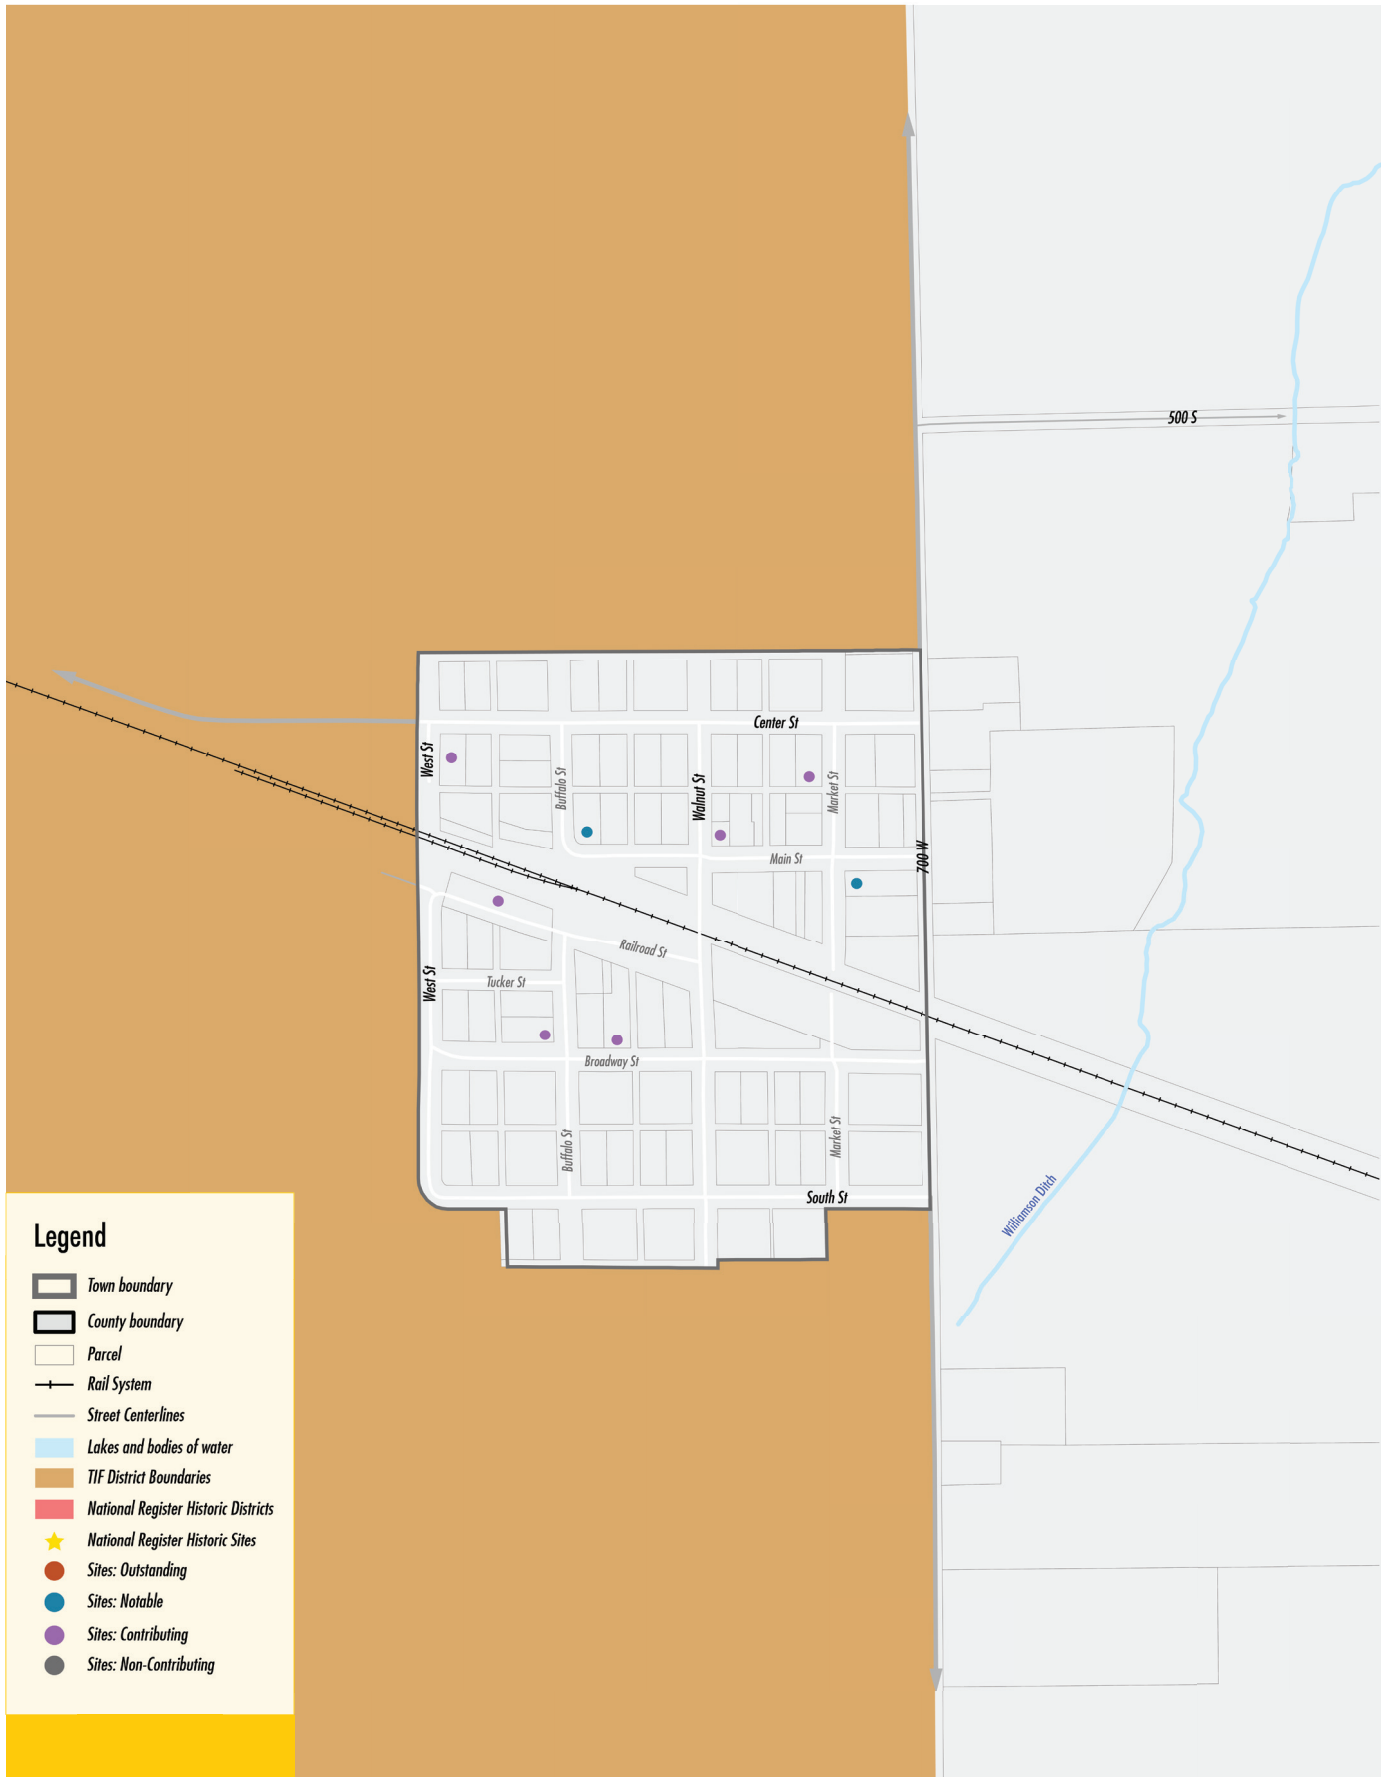 500 S
Center St
West St
Buffalo St
Walnut St
Market St
Main St
700 W
Railroad St
West St
Tucker St
Broadway St
Buffalo St
Market St
South St
Williamson Ditch
Legend
Town boundary
County boundary
Parcel
Rail System
Street Centerlines
Lakes and bodies of water
TIF District Boundaries
National Register Historic Districts
National Register Historic Sites
Sites: Outstanding
Sites: Notable
Sites: Contributing
Sites: Non-Contributing